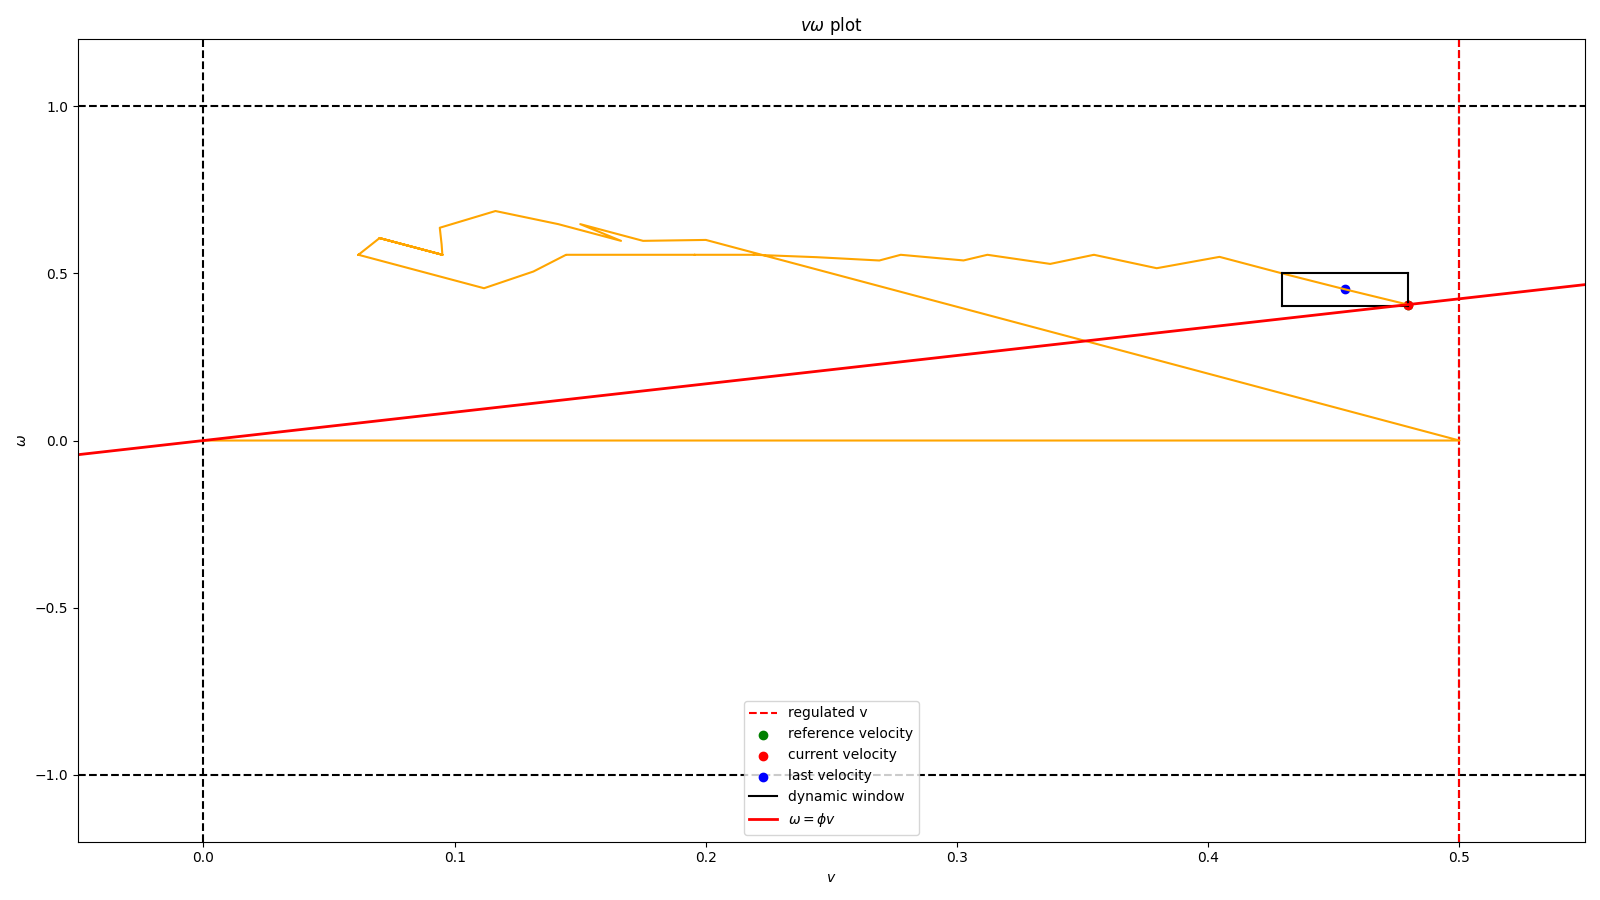 vω plot
1.0
0.5
0.0
−0.5
−1.0
ω
0.0 0.1 0.2 0.3 0.4 0.5
v
regulated v
reference velocity
current velocity
last velocity
dynamic window
ω = ϕv